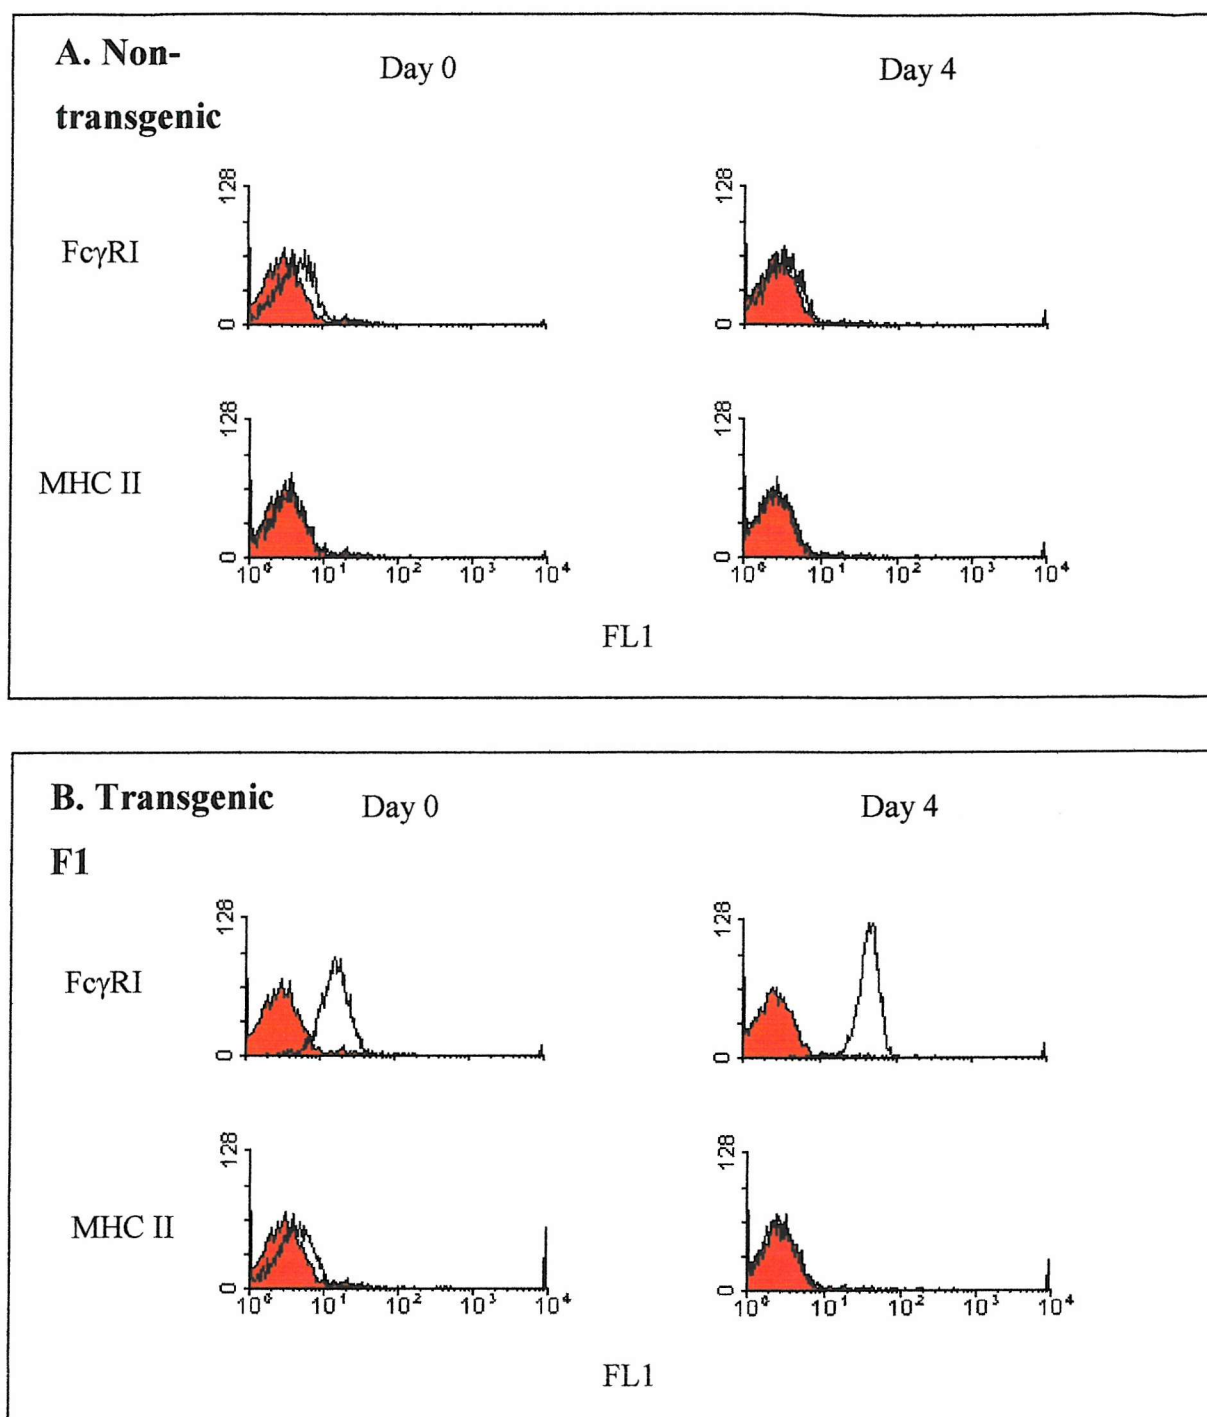 A. Non-
transgenic
Day 0
Day 4
FcγRI
128
0
128
0
MHC II
128
0
10⁰ 10¹ 10² 10³ 10⁴
128
0
10⁰ 10¹ 10² 10³ 10⁴
FL1
B. Transgenic
F1
Day 0
Day 4
FcγRI
128
0
128
0
MHC II
128
0
10⁰ 10¹ 10² 10³ 10⁴
128
0
10⁰ 10¹ 10² 10³ 10⁴
FL1